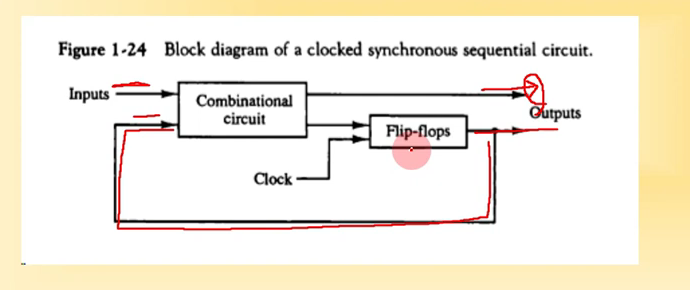 Figure 1-24 Block diagram of a clocked synchronous sequential circuit.
Inputs
Combinational
circuit
Outputs
Flip-flops
Clock